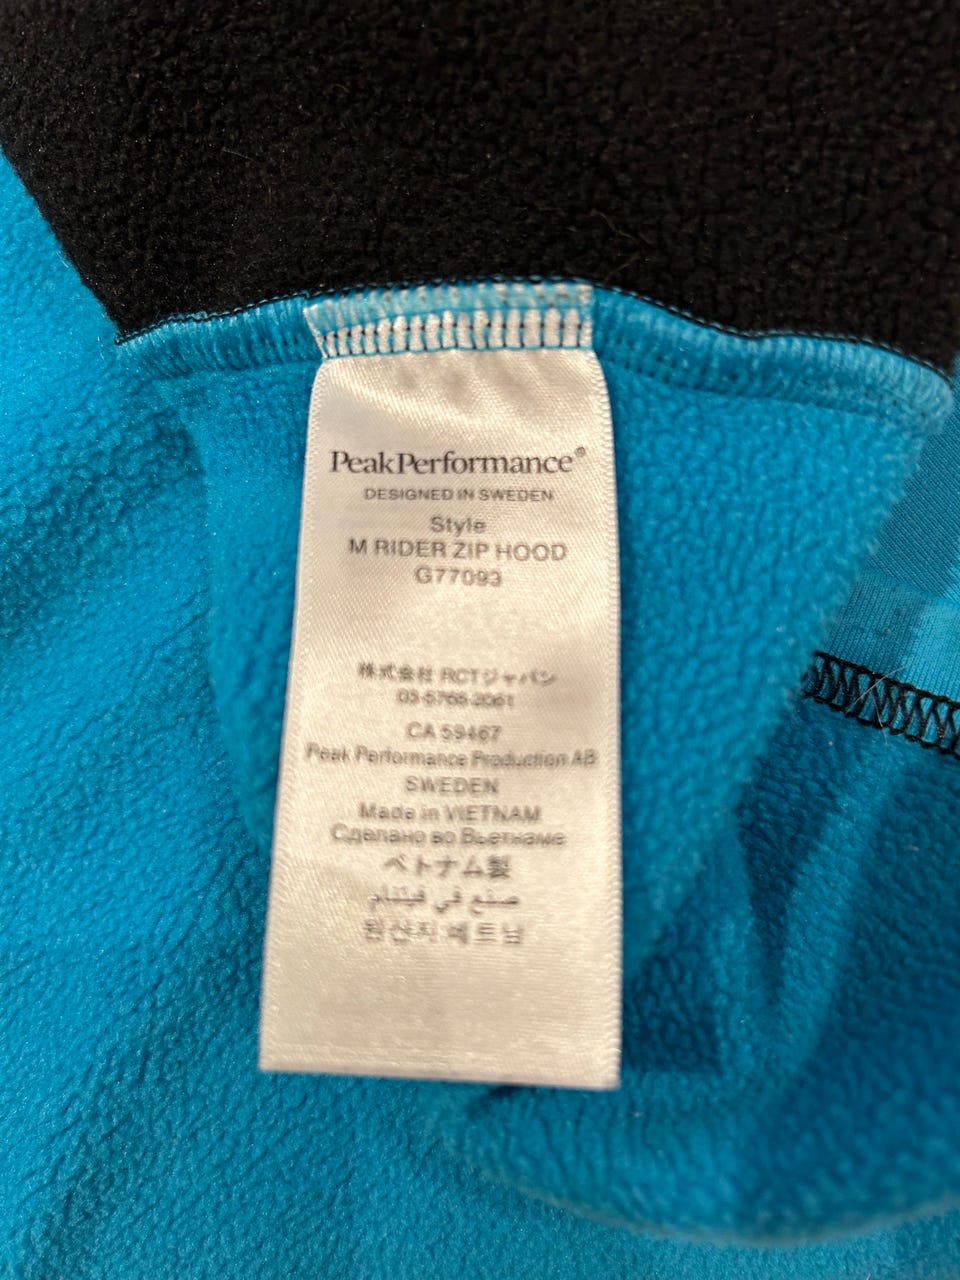 PeakPerformance®
DESIGNED IN SWEDEN
Style
M RIDER ZIP HOOD
G77093
株式会社 RCTジャパン
03-5766-2061
CA 59467
Peak Performance Production AB
SWEDEN
Made in VIETNAM
Сделано во Вьетнаме
ベトナム製
صنع في فيتنام
원산지 베트남